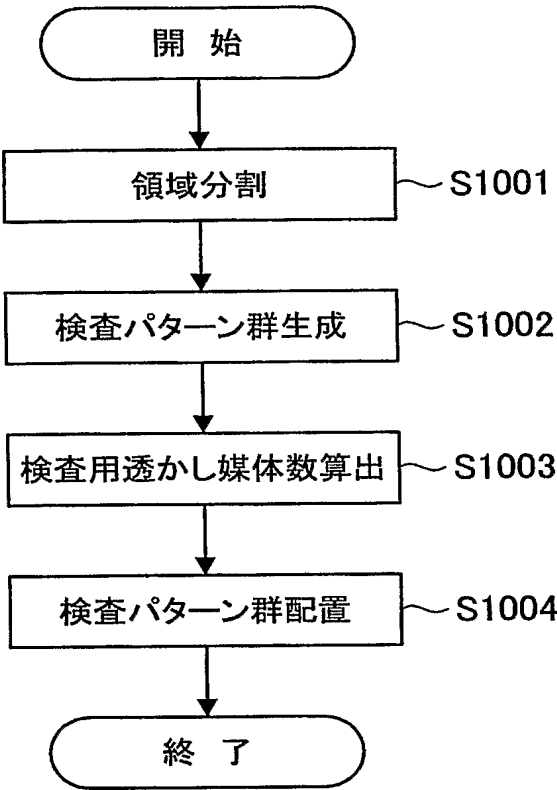 開 始
領域分割
S1001
検査パターン群生成
S1002
検査用透かし媒体数算出
S1003
検査パターン群配置
S1004
終 了